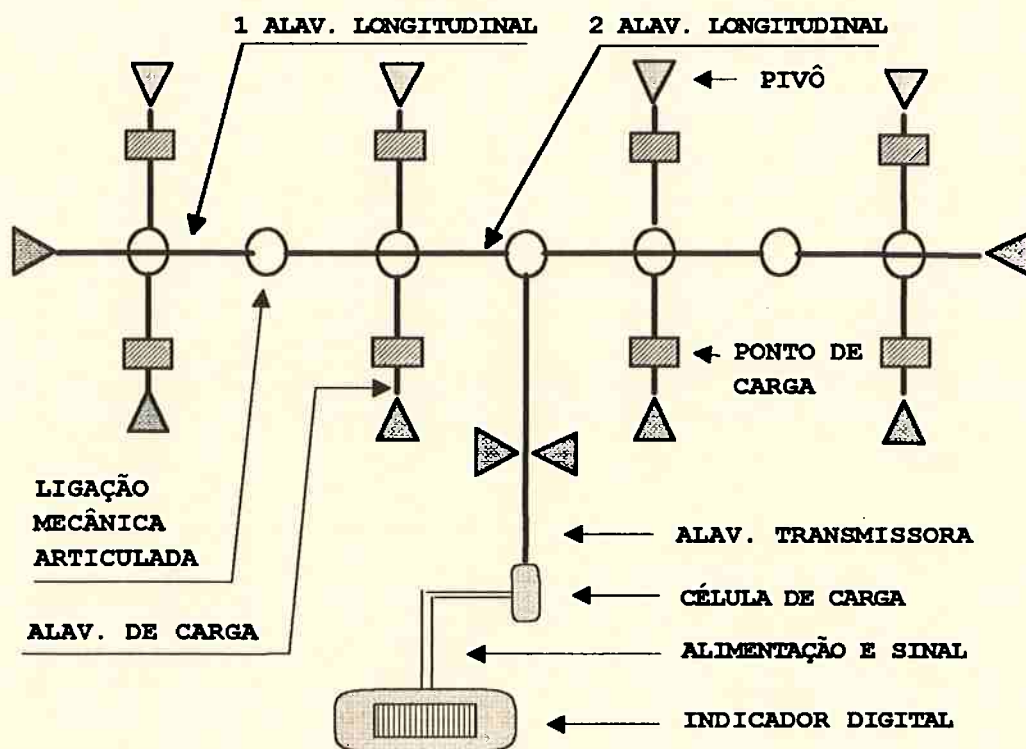 1 ALAV. LONGITUDINAL
2 ALAV. LONGITUDINAL
PIVÔ
PONTO DE
CARGA
LIGAÇÃO
MECÂNICA
ARTICULADA
ALAV. TRANSMISSORA
CÉLULA DE CARGA
ALAV. DE CARGA
ALIMENTAÇÃO E SINAL
INDICADOR DIGITAL